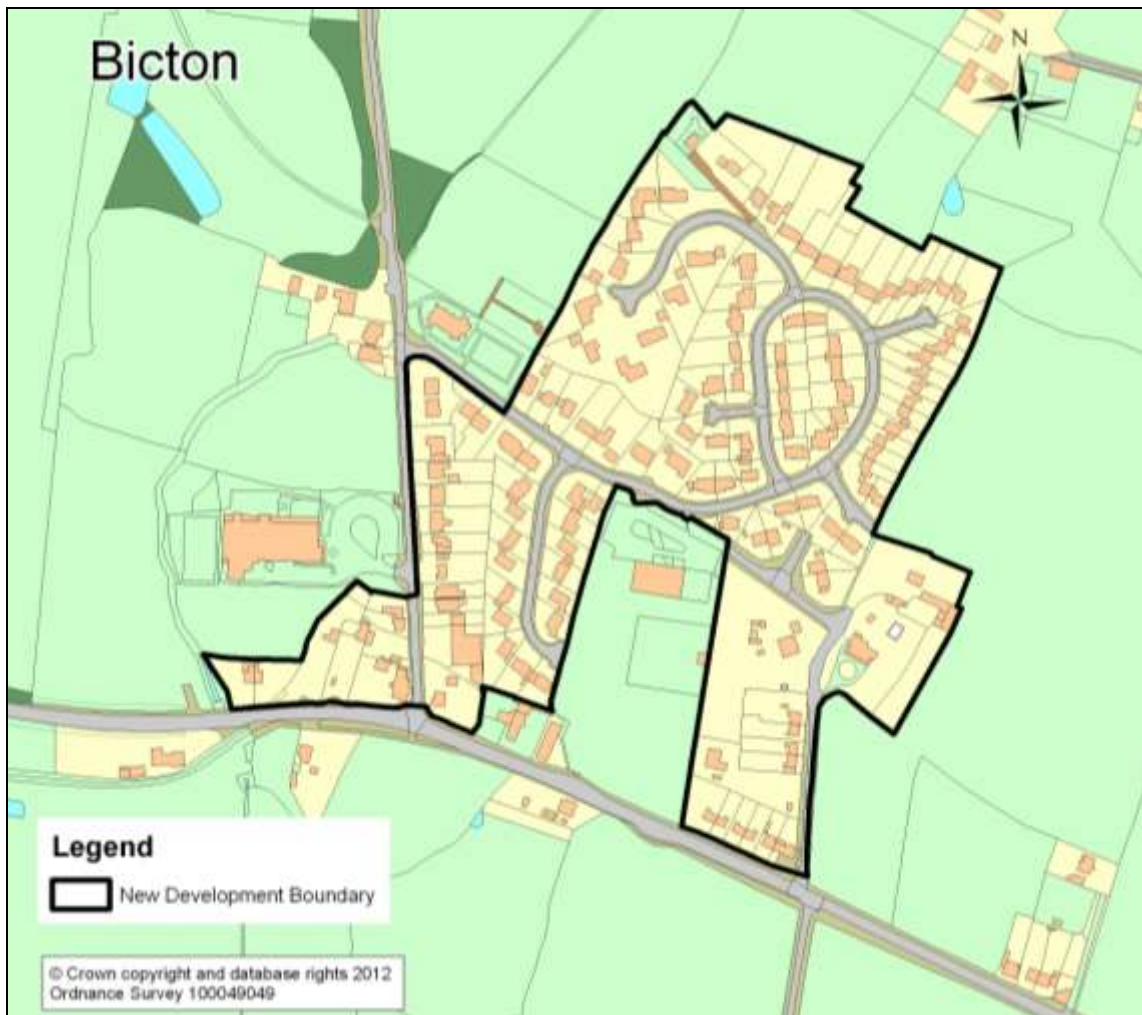 Bicton
N
Legend
New Development Boundary
© Crown copyright and database rights 2012
Ordnance Survey 100049049